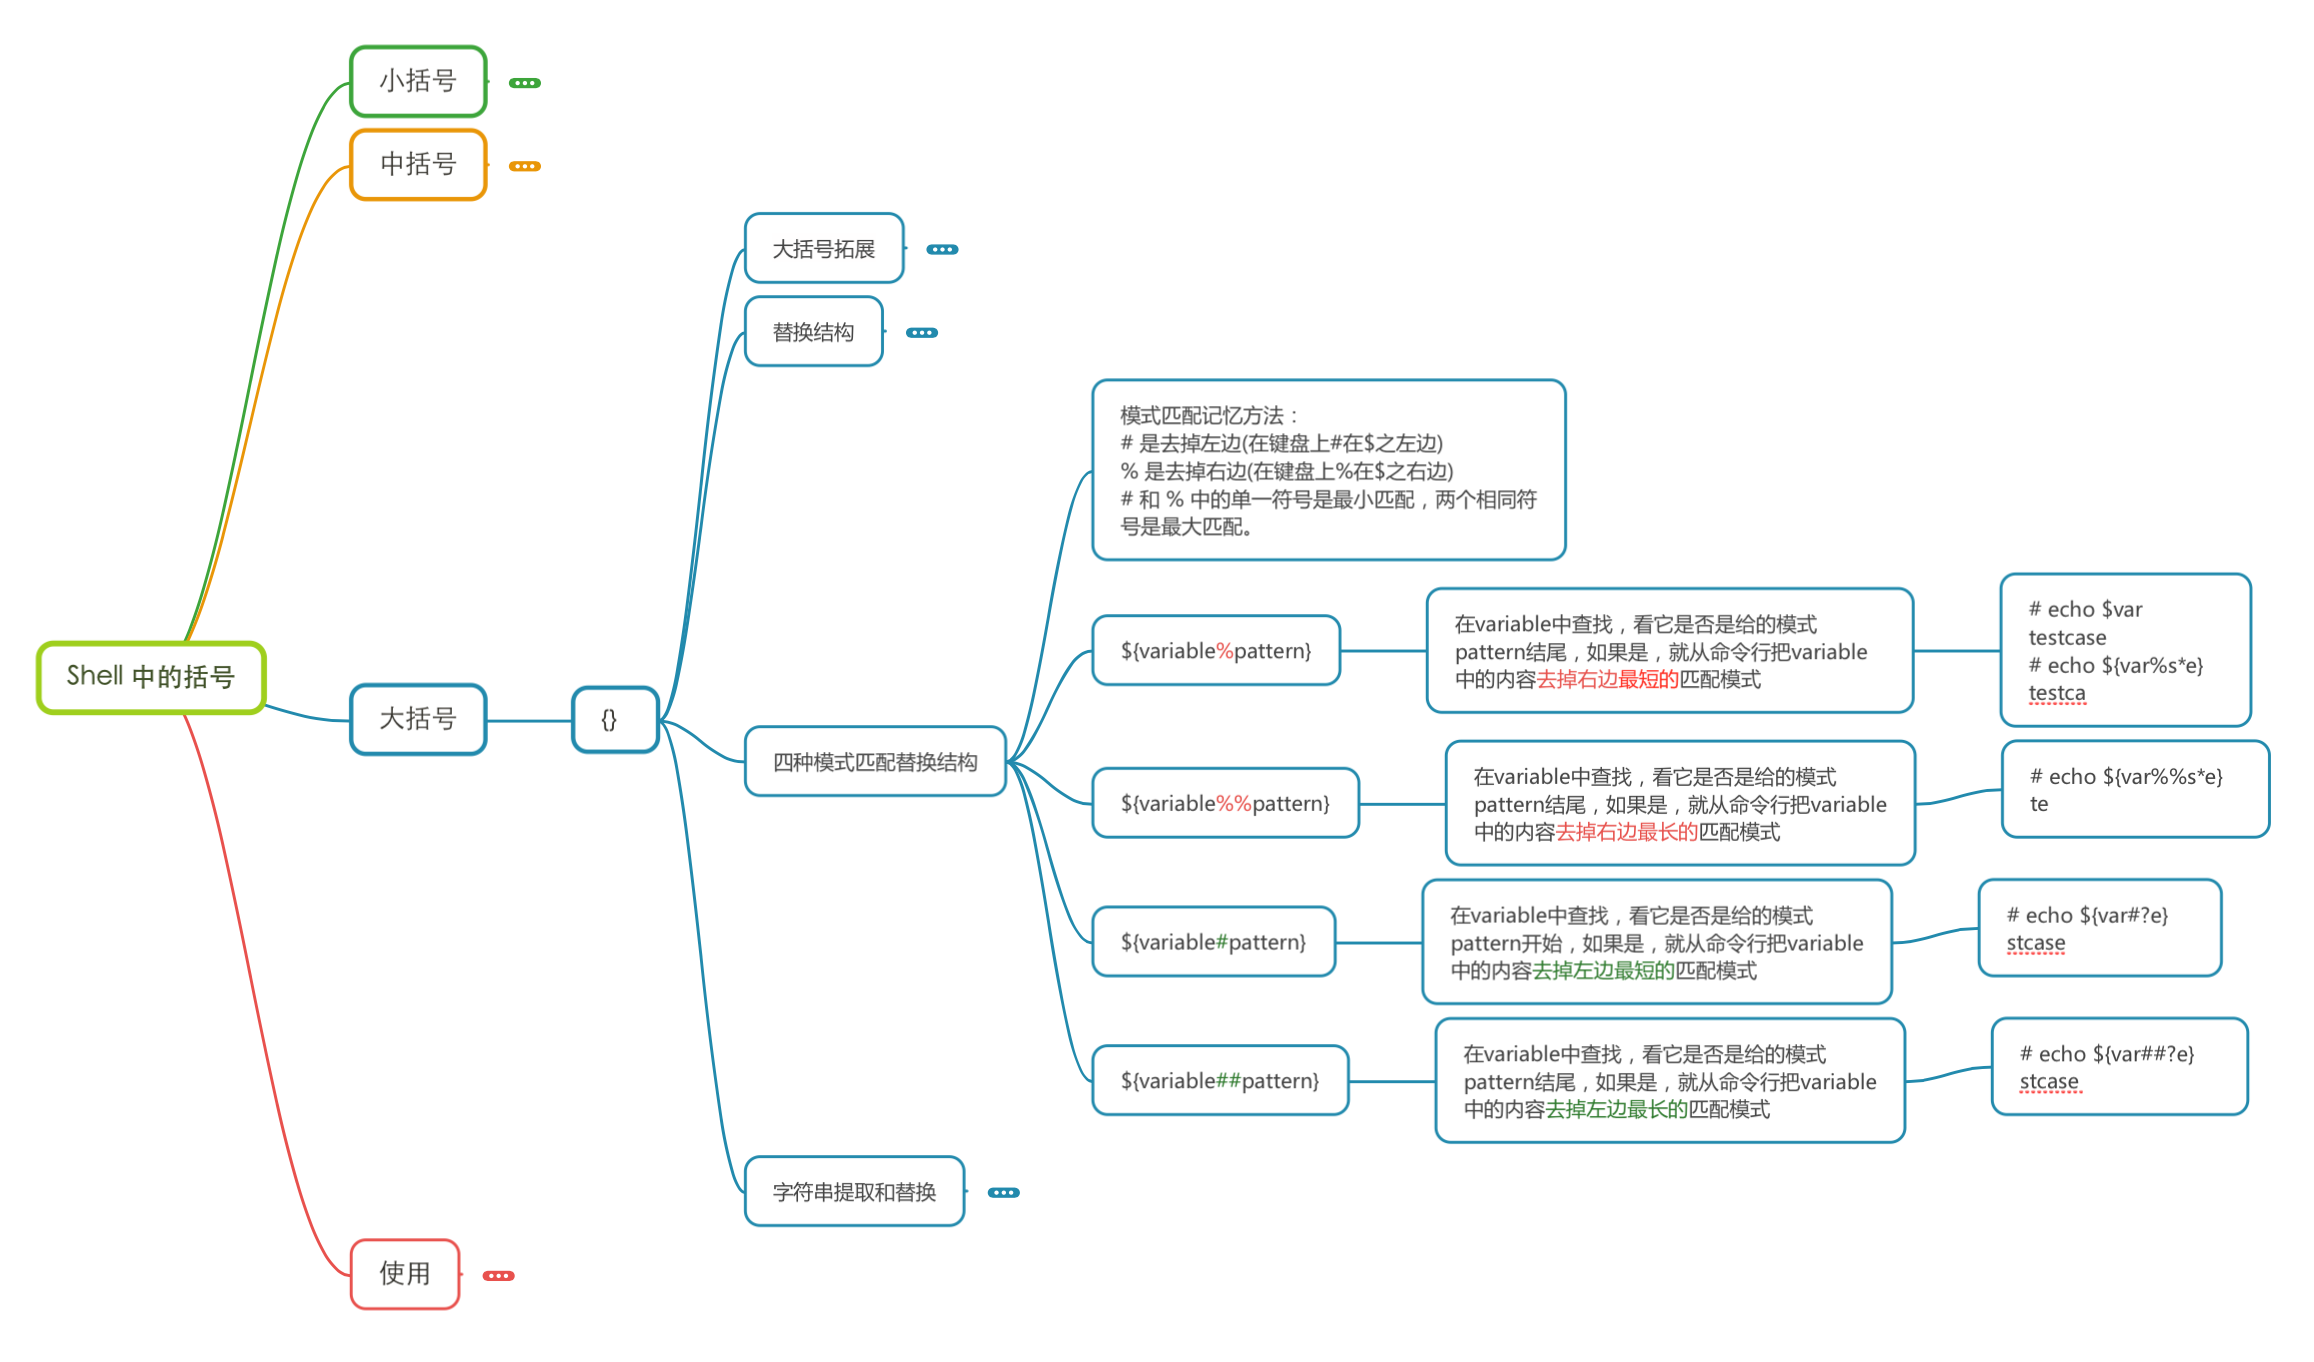 小括号
中括号
大括号拓展
替换结构
模式匹配记忆方法：
# 是去掉左边(在键盘上#在$之左边)
% 是去掉右边(在键盘上%在$之右边)
# 和 % 中的单一符号是最小匹配，两个相同符
号是最大匹配。
${variable%pattern}
在variable中查找，看它是否是给的模式
pattern结尾，如果是，就从命令行把variable
中的内容去掉右边最短的匹配模式
# echo $var
testcase
# echo ${var%s*e}
testca
Shell 中的括号
大括号
{}
四种模式匹配替换结构
${variable%%pattern}
在variable中查找，看它是否是给的模式
pattern结尾，如果是，就从命令行把variable
中的内容去掉右边最长的匹配模式
# echo ${var%%s*e}
te
${variable#pattern}
在variable中查找，看它是否是给的模式
pattern开始，如果是，就从命令行把variable
中的内容去掉左边最短的匹配模式
# echo ${var#?e}
stcase
${variable##pattern}
在variable中查找，看它是否是给的模式
pattern结尾，如果是，就从命令行把variable
中的内容去掉左边最长的匹配模式
# echo ${var##?e}
stcase
字符串提取和替换
使用